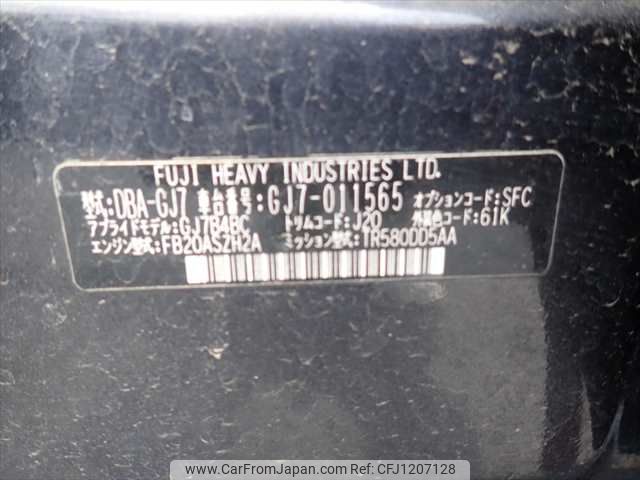 FUJI HEAVY INDUSTRIES LTD.
型式:DBA-GJ7 車台番号:GJ7-011565 オプションコード:SFC
アプライドモデル:GJ7B4BC トリムコード:J20 外装色コード:61K
エンジン型式:FB20AS2H2A ミッション型式:TR580DD5AA
www.CarFromJapan.com - CFJ1207128